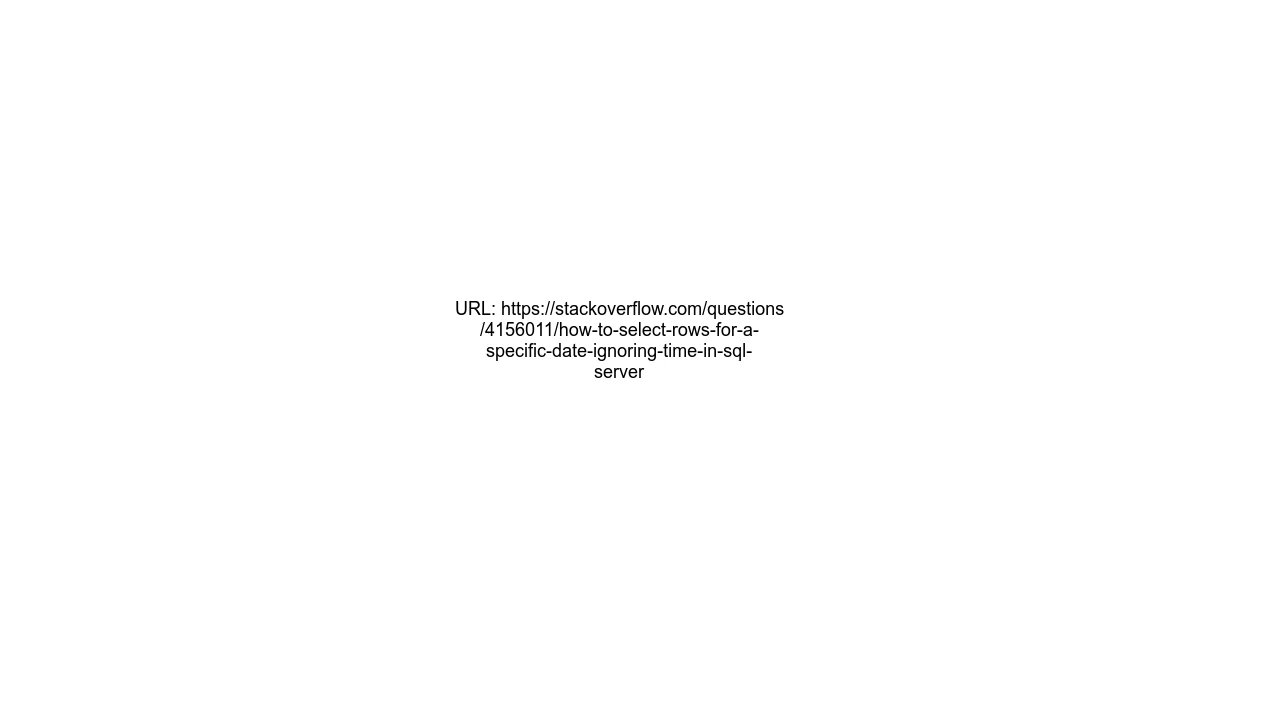 URL: https://stackoverflow.com/questions
/4156011/how-to-select-rows-for-a-
specific-date-ignoring-time-in-sql-
server